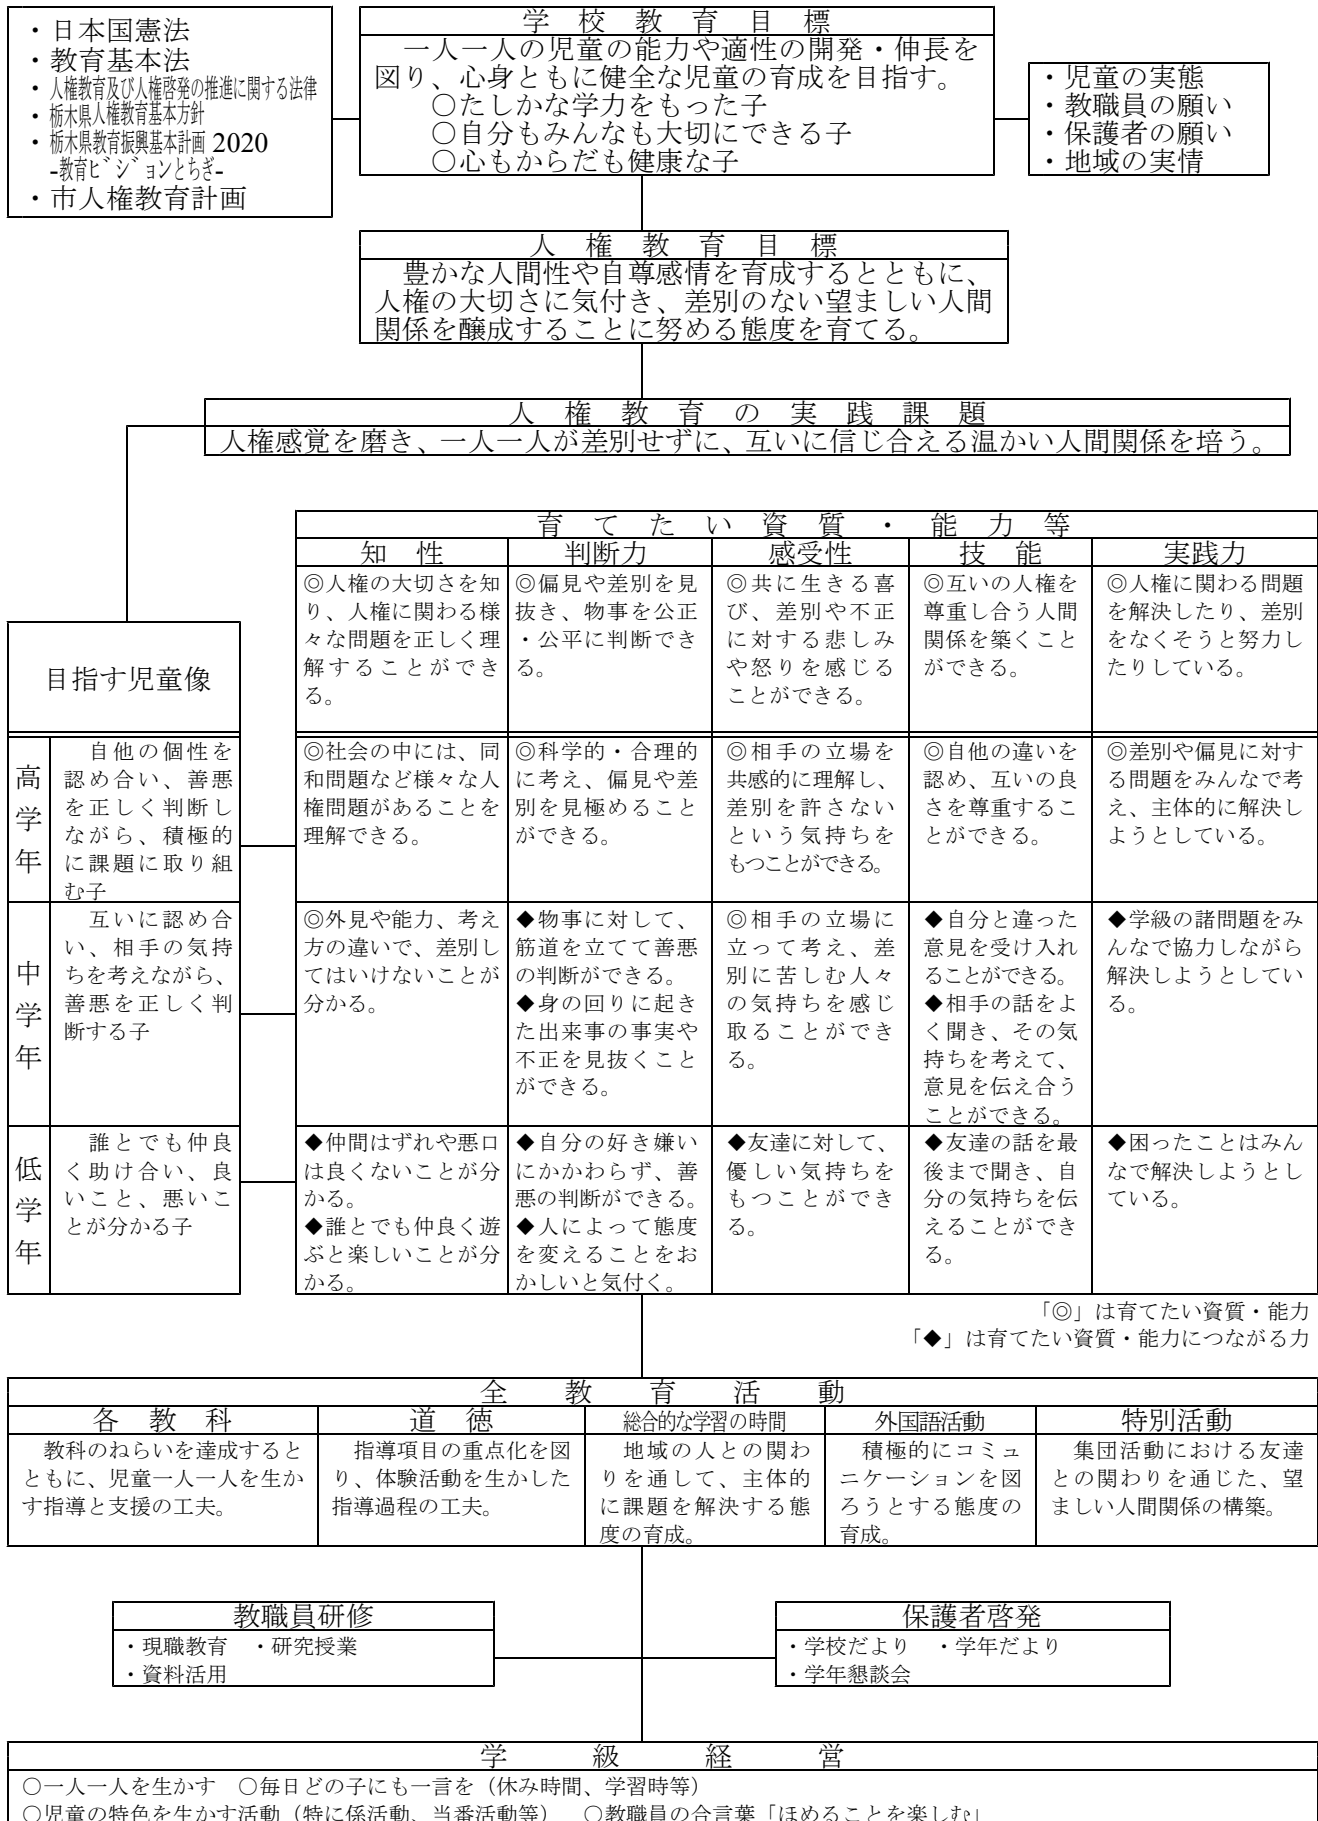 ・日本国憲法
・教育基本法
・人権教育及び人権啓発の推進に関する法律
・栃木県人権教育基本方針
・栃木県教育振興基本計画 2020
-教育ビジョンとちぎ-
・市人権教育計画
学校教育目標
一人一人の児童の能力や適性の開発・伸長を
図り、心身ともに健全な児童の育成を目指す。
○たしかな学力をもった子
○自分もみんなも大切にできる子
○心もからだも健康な子
・児童の実態
・教職員の願い
・保護者の願い
・地域の実情
人権教育目標
豊かな人間性や自尊感情を育成するとともに、
人権の大切さに気付き、差別のない望ましい人間
関係を醸成することに努める態度を育てる。
人権教育の実践課題
人権感覚を磨き、一人一人が差別せずに、互いに信じ合える温かい人間関係を培う。
育てたい資質・能力等
知性
判断力
感受性
技能
実践力
◎人権の大切さを知
り、人権に関わる様
々な問題を正しく理
解することができ
る。
◎偏見や差別を見
抜き、物事を公正
・公平に判断でき
る。
◎共に生きる喜
び、差別や不正
に対する悲しみ
や怒りを感じる
ことができる。
◎互いの人権を
尊重し合う人間
関係を築くこと
ができる。
◎人権に関わる問題
を解決したり、差別
をなくそうと努力し
たりしている。
目指す児童像
高学年
自他の個性を
認め合い、善悪
を正しく判断し
ながら、積極的
に課題に取り組
む子
◎社会の中には、同
和問題など様々な人
権問題があることを
理解できる。
◎科学的・合理的
に考え、偏見や差
別を見極めること
ができる。
◎相手の立場を
共感的に理解し、
差別を許さない
という気持ちを
もつことができる。
◎自他の違いを
認め、互いの良
さを尊重するこ
とができる。
◎差別や偏見に対す
る問題をみんなで考
え、主体的に解決し
ようとしている。
中学年
互いに認め合
い、相手の気持
ちを考えながら、
善悪を正しく判
断する子
◎外見や能力、考え
方の違いで、差別し
てはいけないことが
分かる。
◆物事に対して、
筋道を立てて善悪
の判断ができる。
◆身の回りに起き
た出来事の事実や
不正を見抜くこと
ができる。
◎相手の立場に
立って考え、差
別に苦しむ人々
の気持ちを感じ
取ることができ
る。
◆自分と違った
意見を受け入れ
ることができる。
◆相手の話をよ
く聞き、その気
持ちを考えて、
意見を伝え合う
ことができる。
◆学級の諸問題をみ
んなで協力しながら
解決しようとしてい
る。
低学年
誰とでも仲良
く助け合い、良
いこと、悪いこ
とが分かる子
◆仲間はずれや悪口
は良くないことが分
かる。
◆誰とでも仲良く遊
ぶと楽しいことが分
かる。
◆自分の好き嫌い
にかかわらず、善
悪の判断ができる。
◆人によって態度
を変えることをお
かしいと気付く。
◆友達に対して、
優しい気持ちを
もつことができ
る。
◆友達の話を最
後まで聞き、自
分の気持ちを伝
えることができ
る。
◆困ったことはみん
なで解決しようとし
ている。
「◎」は育てたい資質・能力
「◆」は育てたい資質・能力につながる力
全教育活動
各教科
道徳
総合的な学習の時間
外国語活動
特別活動
教科のねらいを達成すると
ともに、児童一人一人を生か
す指導と支援の工夫。
指導項目の重点化を図
り、体験活動を生かした
指導過程の工夫。
地域の人との関わ
りを通して、主体的
に課題を解決する態
度の育成。
積極的にコミュ
ニケーションを図
ろうとする態度の
育成。
集団活動における友達
との関わりを通じた、望
ましい人間関係の構築。
教職員研修
・現職教育 ・研究授業
・資料活用
保護者啓発
・学校だより ・学年だより
・学年懇談会
学級経営
○一人一人を生かす ○毎日どの子にも一言を（休み時間、学習時等）
○児童の特色を生かす活動（特に係活動、当番活動等） ○教職員の合言葉「ほめることを楽しむ」